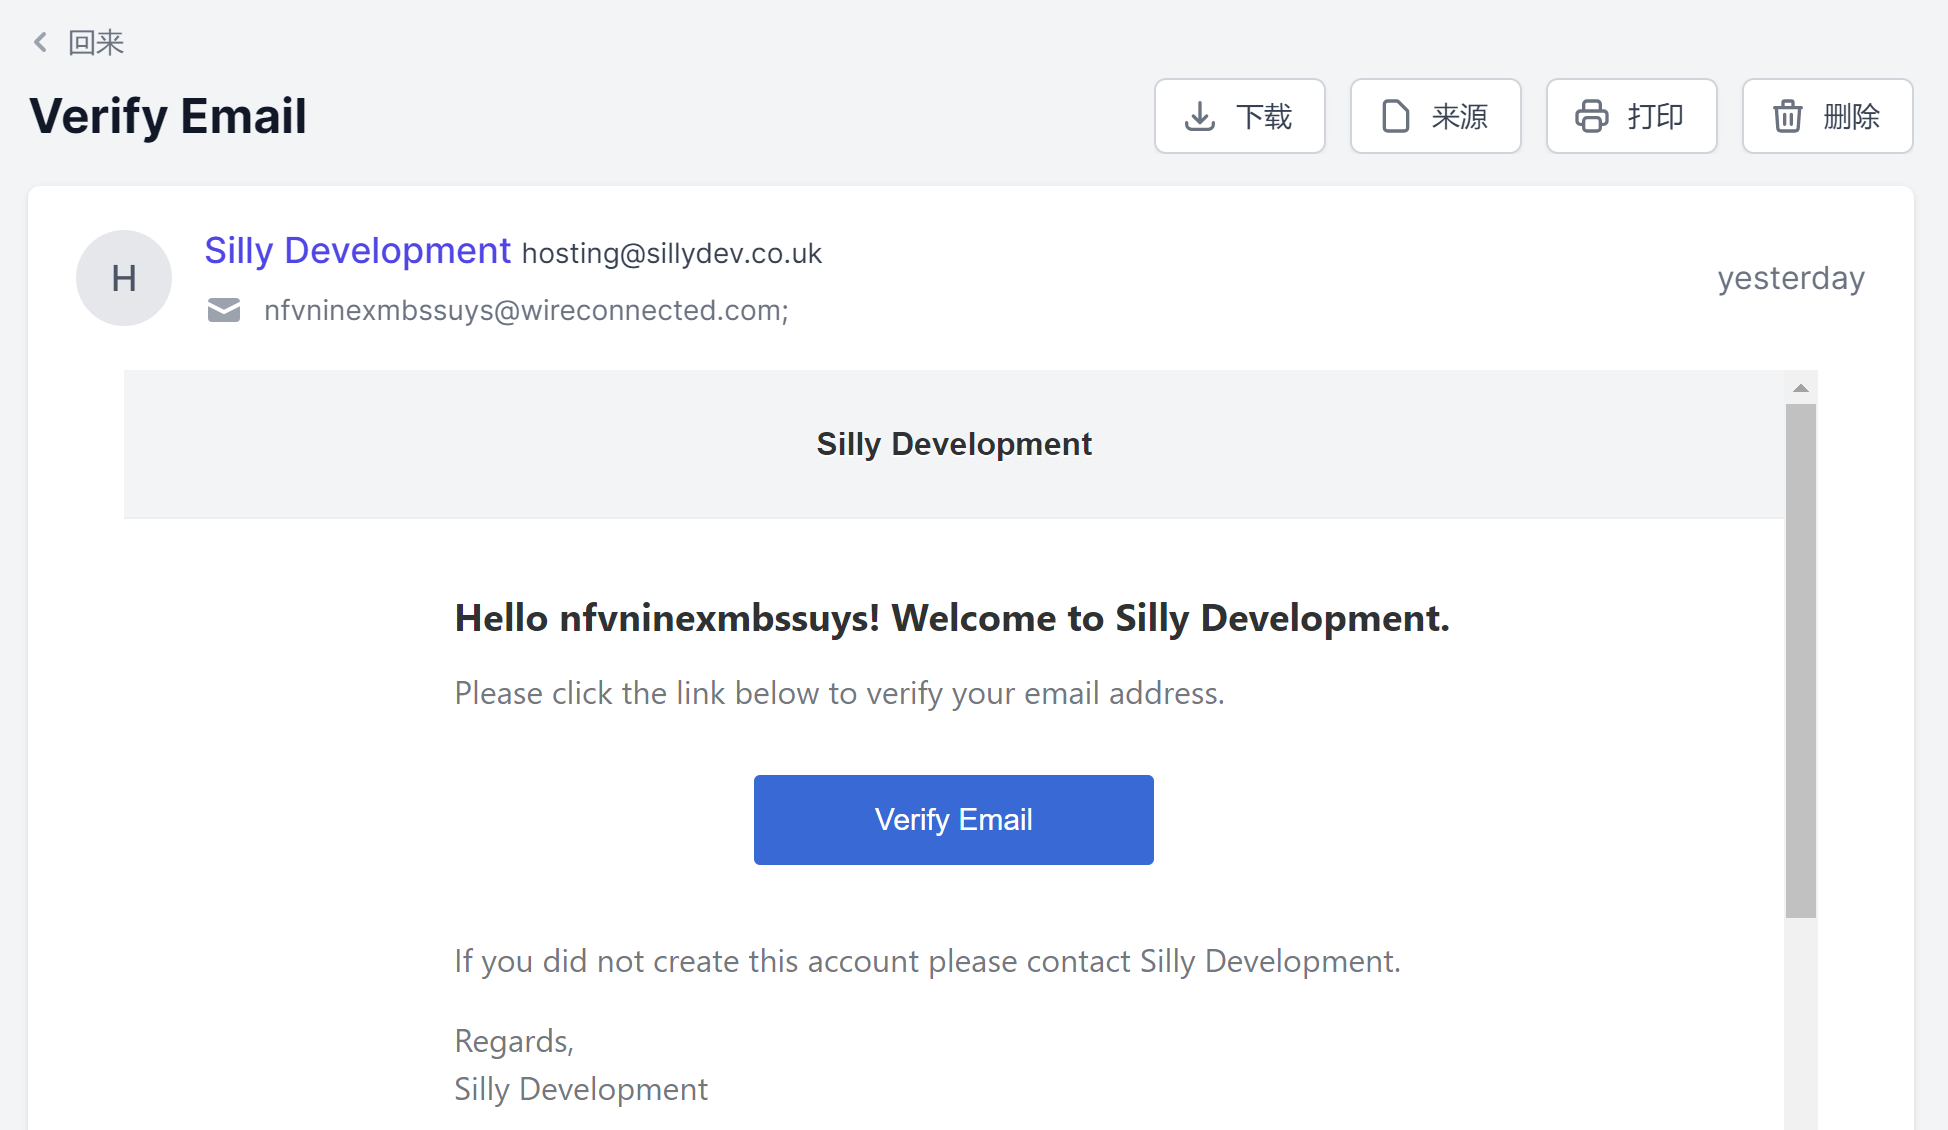 回来
Verify Email
下载
来源
打印
删除
H
Silly Development hosting@sillydev.co.uk
nfvninexmbssuys@wireconnected.com;
yesterday
Silly Development
Hello nfvninexmbssuys! Welcome to Silly Development.
Please click the link below to verify your email address.
Verify Email
If you did not create this account please contact Silly Development.
Regards,
Silly Development